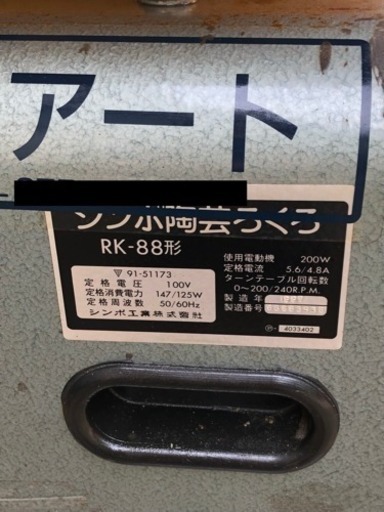 アート
シンポ陶芸ろくろ
RK-88形
▽ 91-51173
定格電圧 100V
定格消費電力 147/125W
定格周波数 50/60Hz
シンポ工業株式会社
使用電動機 200W
定格電流 5.6/4.8A
ターンテーブル回転数
0~200/240R.P.M.
製造年
製造番号
4033402